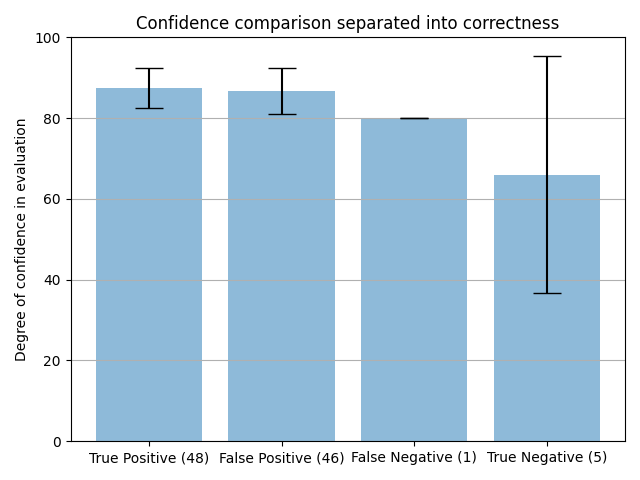 Confidence comparison separated into correctness
Degree of confidence in evaluation
100
80
60
40
20
0
True Positive (48)
False Positive (46)
False Negative (1)
True Negative (5)